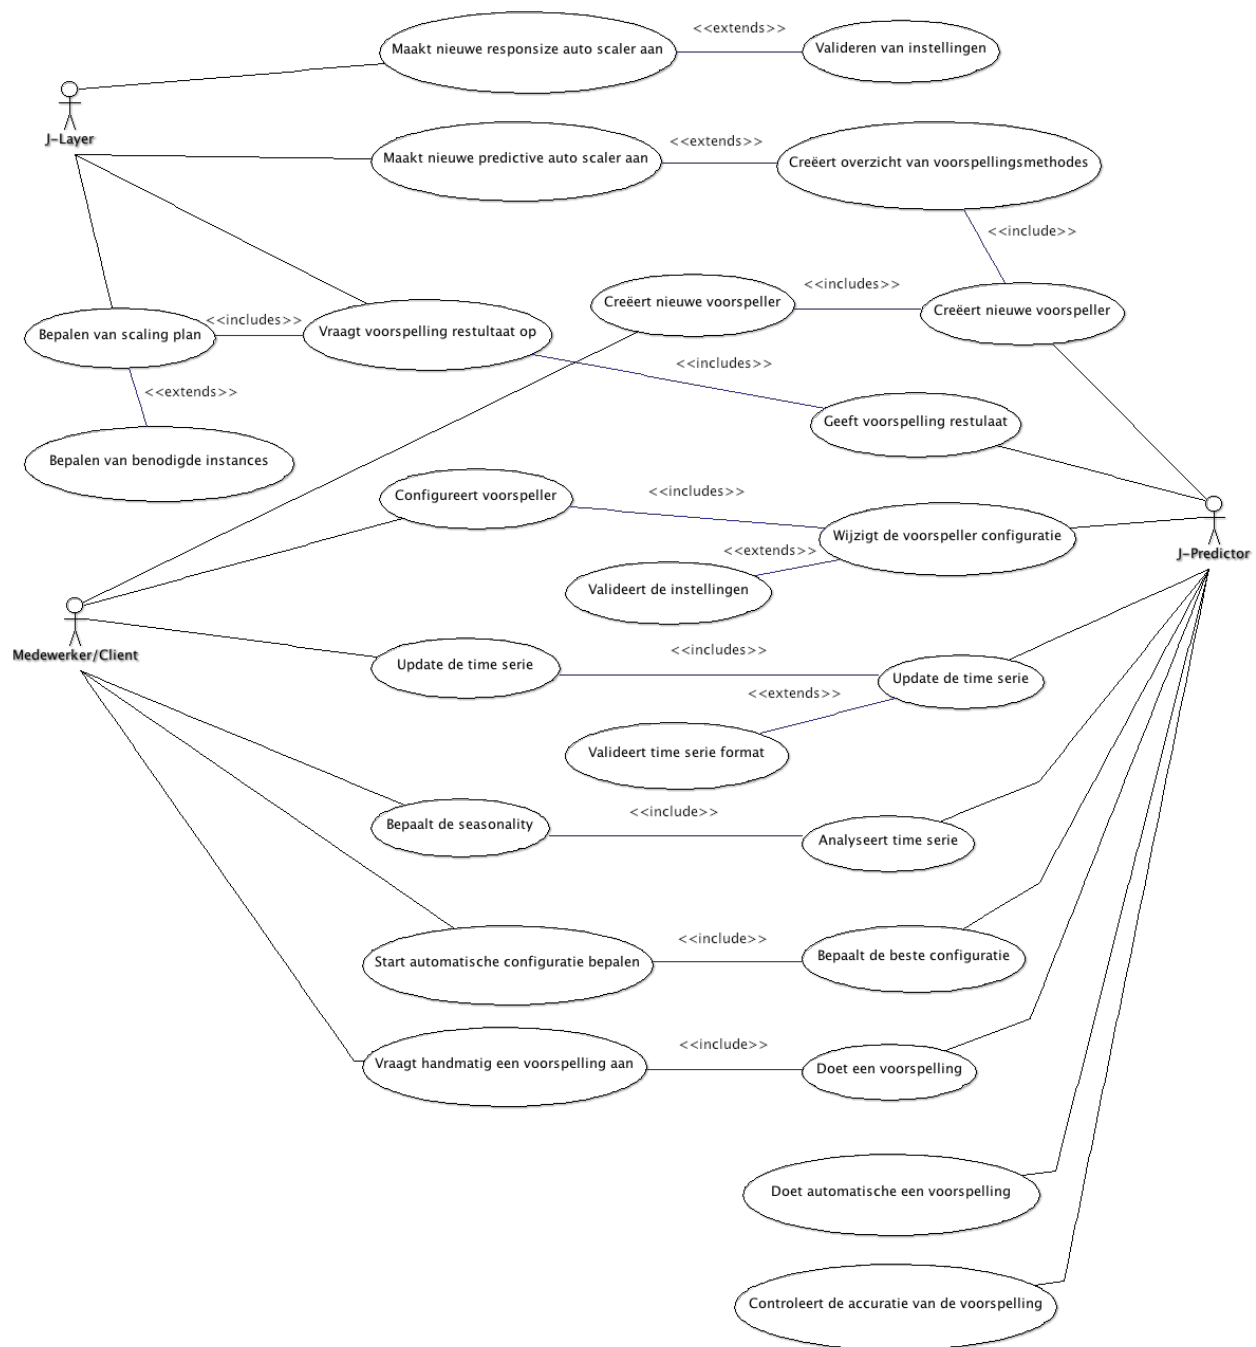 <<extends>>
Maakt nieuwe responsize auto scaler aan
Valideren van instellingen
J-Layer
<<extends>>
Maakt nieuwe predictive auto scaler aan
Creëert overzicht van voorspellingsmethodes
<<include>>
Creëert nieuwe voorspeller
<<includes>>
Creëert nieuwe voorspeller
Bepalen van scaling plan
<<includes>>
Vraagt voorspelling restultaat op
<<includes>>
<<extends>>
Geeft voorspelling restulaat
Bepalen van benodigde instances
Configureert voorspeller
<<includes>>
Wijzigt de voorspeller configuratie
<<extends>>
J-Predictor
Valideert de instellingen
Medewerker/Client
Update de time serie
<<includes>>
Update de time serie
<<extends>>
Valideert time serie format
Bepaalt de seasonality
<<include>>
Analyseert time serie
Start automatische configuratie bepalen
<<include>>
Bepaalt de beste configuratie
Vraagt handmatig een voorspelling aan
<<include>>
Doet een voorspelling
Doet automatische een voorspelling
Controleert de accuratie van de voorspelling